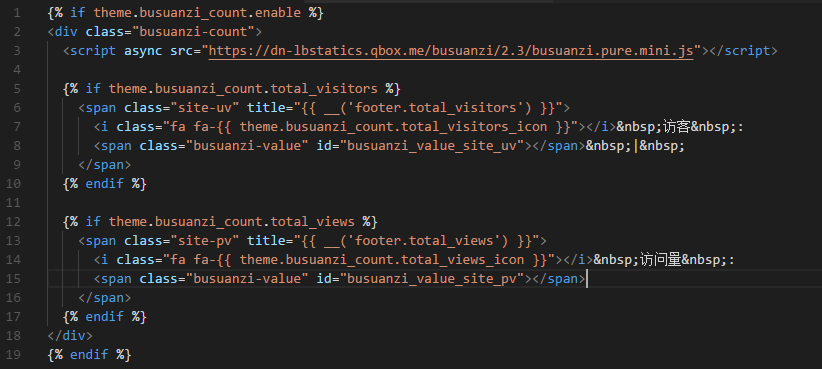 1 {% if theme.busuanzi_count.enable %}
2 <div class="busuanzi-count">
3   <script async src="https://dn-lbstatics.qbox.me/busuanzi/2.3/busuanzi.pure.mini.js"></script>
4
5   {% if theme.busuanzi_count.total_visitors %}
6     <span class="site-uv" title="{{ __('footer.total_visitors') }}">
7       <i class="fa fa-{{ theme.busuanzi_count.total_visitors_icon }}"></i>&nbsp;访客&nbsp;:
8       <span class="busuanzi-value" id="busuanzi_value_site_uv"></span>&nbsp;|&nbsp;
9     </span>
10   {% endif %}
11
12   {% if theme.busuanzi_count.total_views %}
13     <span class="site-pv" title="{{ __('footer.total_views') }}">
14       <i class="fa fa-{{ theme.busuanzi_count.total_views_icon }}"></i>&nbsp;访问量&nbsp;:
15       <span class="busuanzi-value" id="busuanzi_value_site_pv"></span>
16     </span>
17   {% endif %}
18 </div>
19 {% endif %}